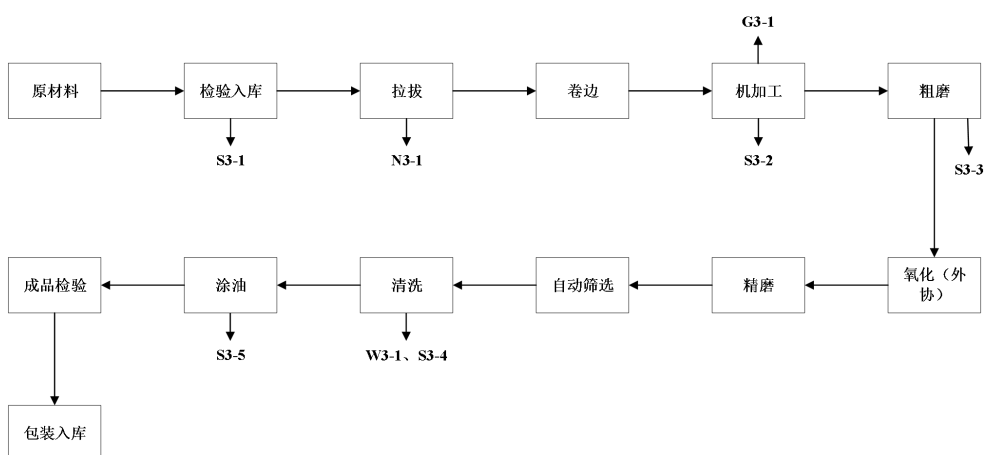 G3-1
原材料
检验入库
拉拔
卷边
机加工
粗磨
S3-1
N3-1
S3-2
S3-3
成品检验
涂油
清洗
自动筛选
精磨
氧化（外
协）
S3-5
W3-1、S3-4
包装入库